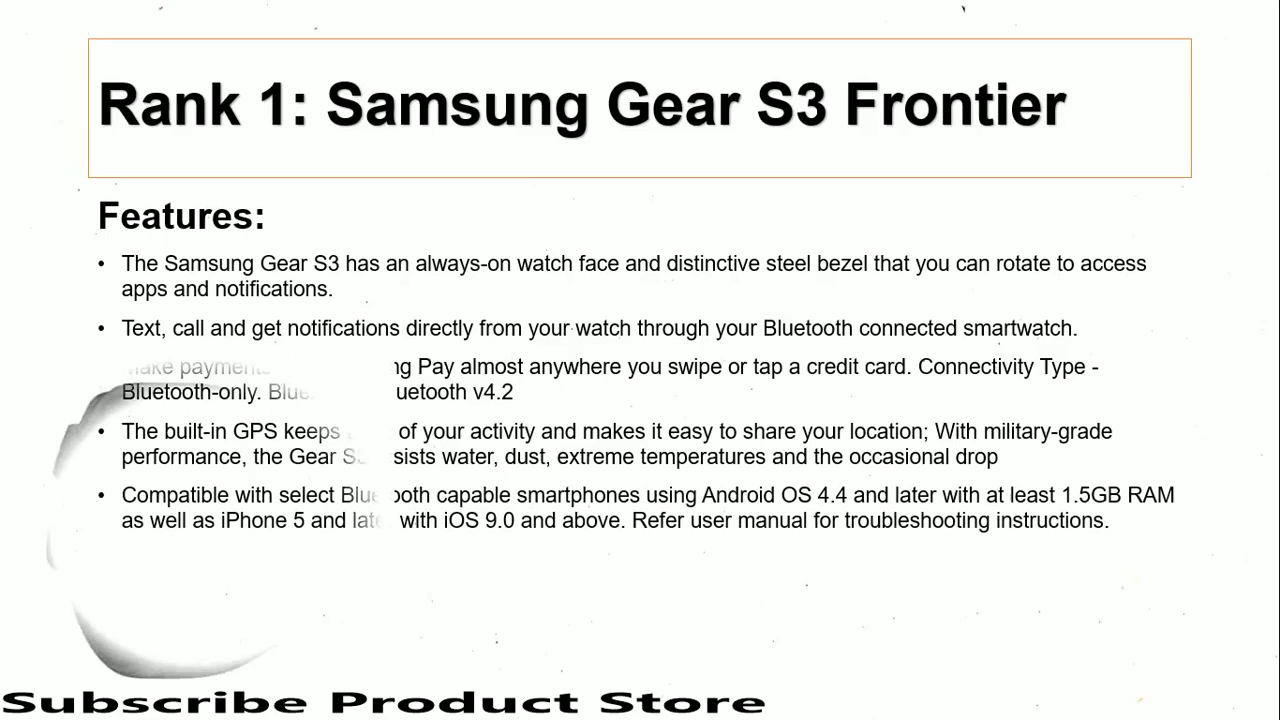 Rank 1: Samsung Gear S3 Frontier
Features:
• The Samsung Gear S3 has an always-on watch face and distinctive steel bezel that you can rotate to access
apps and notifications.
• Text, call and get notifications directly from your watch through your Bluetooth connected smartwatch.
Pay almost anywhere you swipe or tap a credit card. Connectivity Type -
Bluetooth-only. v4.2
• The built-in GPS keeps of your activity and makes it easy to share your location; With military-grade
performance, the Gear water, dust, extreme temperatures and the occasional drop
• Compatible with select capable smartphones using Android OS 4.4 and later with at least 1.5GB RAM
as well as iPhone 5 and with iOS 9.0 and above. Refer user manual for troubleshooting instructions.
Subscribe Product Store